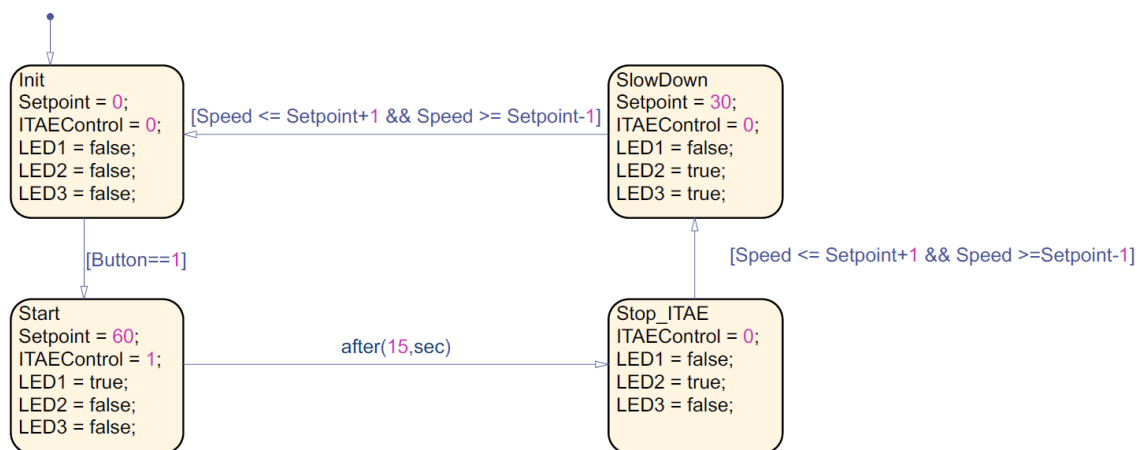 Init
Setpoint = 0;
ITAEControl = 0;
LED1 = false;
LED2 = false;
LED3 = false;
[Speed <= Setpoint+1 && Speed >= Setpoint-1]
SlowDown
Setpoint = 30;
ITAEControl = 0;
LED1 = false;
LED2 = true;
LED3 = true;
[Button==1]
[Speed <= Setpoint+1 && Speed >=Setpoint-1]
Start
Setpoint = 60;
ITAEControl = 1;
LED1 = true;
LED2 = false;
LED3 = false;
after(15,sec)
Stop_ITAE
ITAEControl = 0;
LED1 = false;
LED2 = true;
LED3 = false;